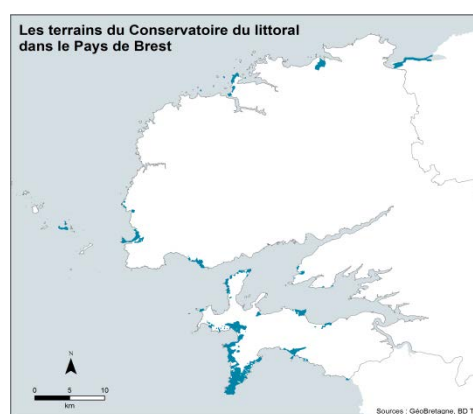 Les terrains du Conservatoire du littoral
dans le Pays de Brest
N
0 5 10
km
Sources : GéoBretagne, BD